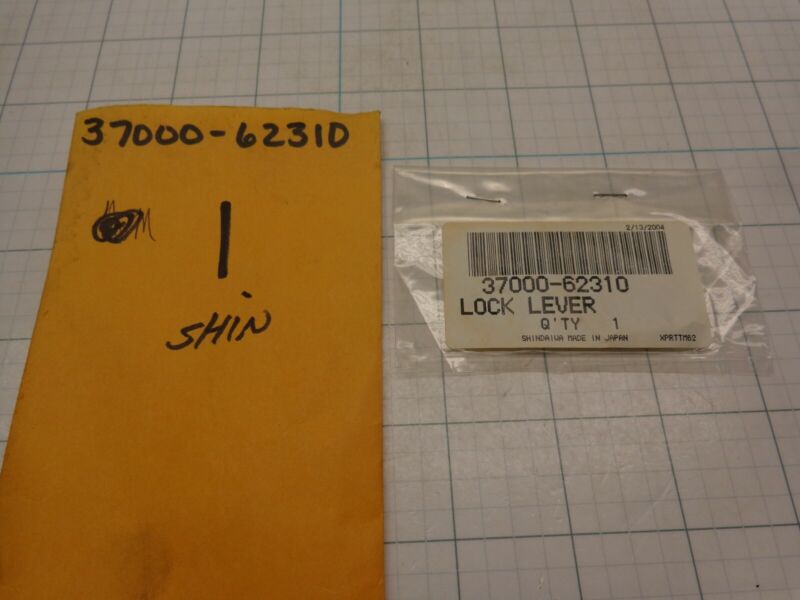 37000-62310
1
SHIN
2/13/2004
37000-62310
LOCK LEVER
Q'TY 1
SHINDAIWA MADE IN JAPAN XPRTTM62